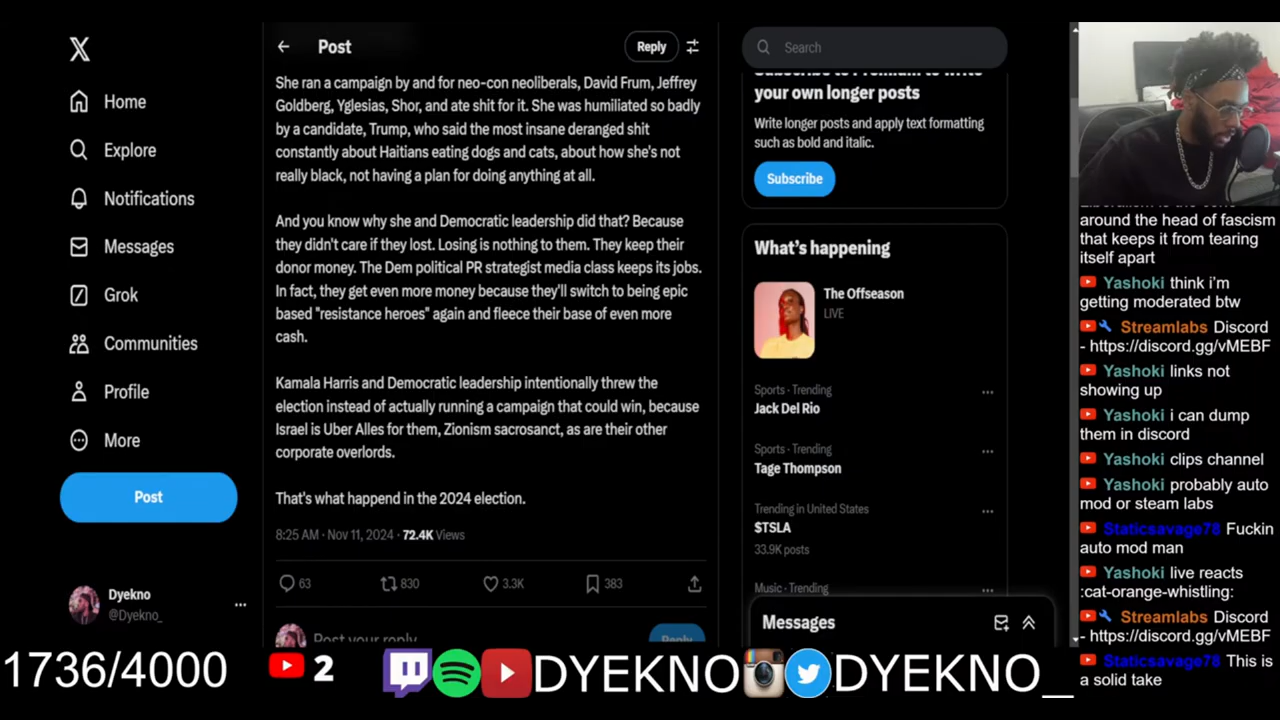 Home
Explore
Notifications
Messages
Grok
Communities
Profile
More
Post
Dyekno
@Dyekno_
Post
Reply
She ran a campaign by and for neo-con neoliberals, David Frum, Jeffrey
Goldberg, Yglesias, Shor, and ate shit for it. She was humiliated so badly
by a candidate, Trump, who said the most insane deranged shit
constantly about Haitians eating dogs and cats, about how she's not
really black, not having a plan for doing anything at all.
And you know why she and Democratic leadership did that? Because
they didn't care if they lost. Losing is nothing to them. They keep their
donor money. The Dem political PR strategist media class keeps its jobs.
In fact, they get even more money because they'll switch to being epic
based "resistance heroes" again and fleece their base of even more
cash.
Kamala Harris and Democratic leadership intentionally threw the
election instead of actually running a campaign that could win, because
Israel is Uber Alles for them, Zionism sacrosanct, as are their other
corporate overlords.
That's what happend in the 2024 election.
8:25 AM · Nov 11, 2024 · 72.4K Views
63
830
3.3K
383
Post your reply
Reply
Search
Subscribe to Premium to write
your own longer posts
Write longer posts and apply text formatting
such as bold and italic.
Subscribe
What's happening
The Offseason
LIVE
Sports · Trending
Jack Del Rio
Sports · Trending
Tage Thompson
Trending in United States
$TSLA
33.9K posts
Music · Trending
Messages
around the head of fascism
that keeps it from tearing
itself apart
Yashoki think i'm
getting moderated btw
Streamlabs Discord
- https://discord.gg/vMEBF
Yashoki links not
showing up
Yashoki i can dump
them in discord
Yashoki clips channel
Yashoki probably auto
mod or steam labs
Staticsavage78 Fuckin
auto mod man
Yashoki live reacts
:cat-orange-whistling:
Streamlabs Discord
- https://discord.gg/vMEBF
Staticsavage78 This is
a solid take
1736/4000
2
DYEKNO
DYEKNO_